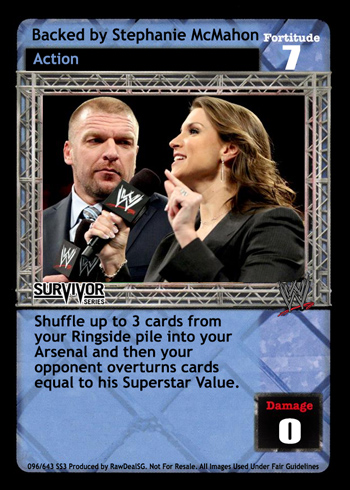 Backed by Stephanie McMahon
Fortitude
7
Action
SURVIVOR
SERIES
Shuffle up to 3 cards from
your Ringside pile into your
Arsenal and then your
opponent overturns cards
equal to his Superstar Value.
Damage
0
096/643 SS3 Produced by RawDealSG. Not For Resale. All Images Used Under Fair Guidelines